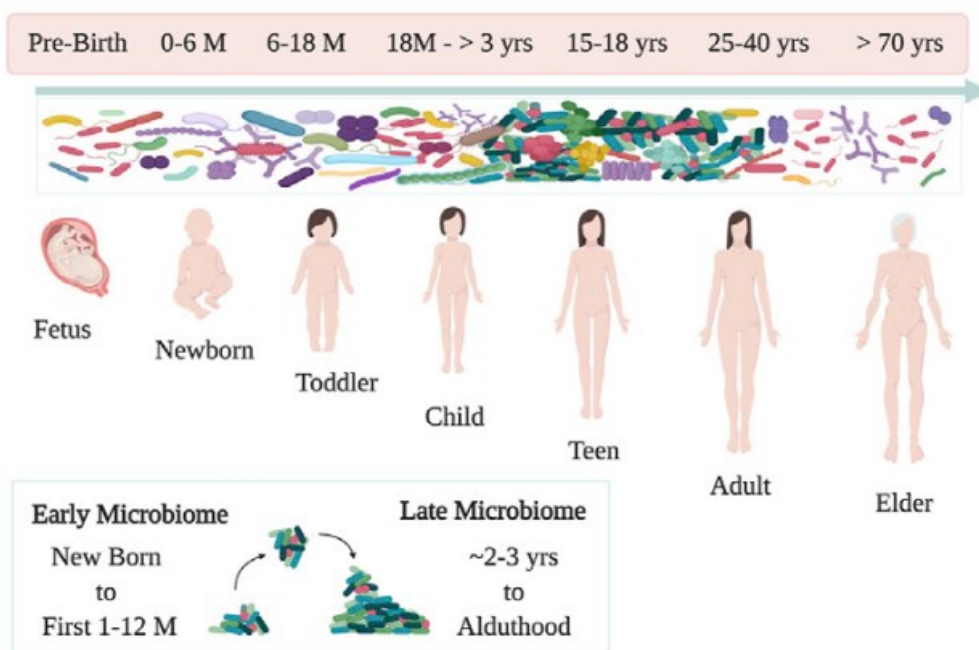 Pre-Birth 0-6 M 6-18 M 18M - > 3 yrs 15-18 yrs 25-40 yrs > 70 yrs
Fetus
Newborn
Toddler
Child
Teen
Adult
Elder
Early Microbiome
New Born
to
First 1-12 M
Late Microbiome
~2-3 yrs
to
Alduthood